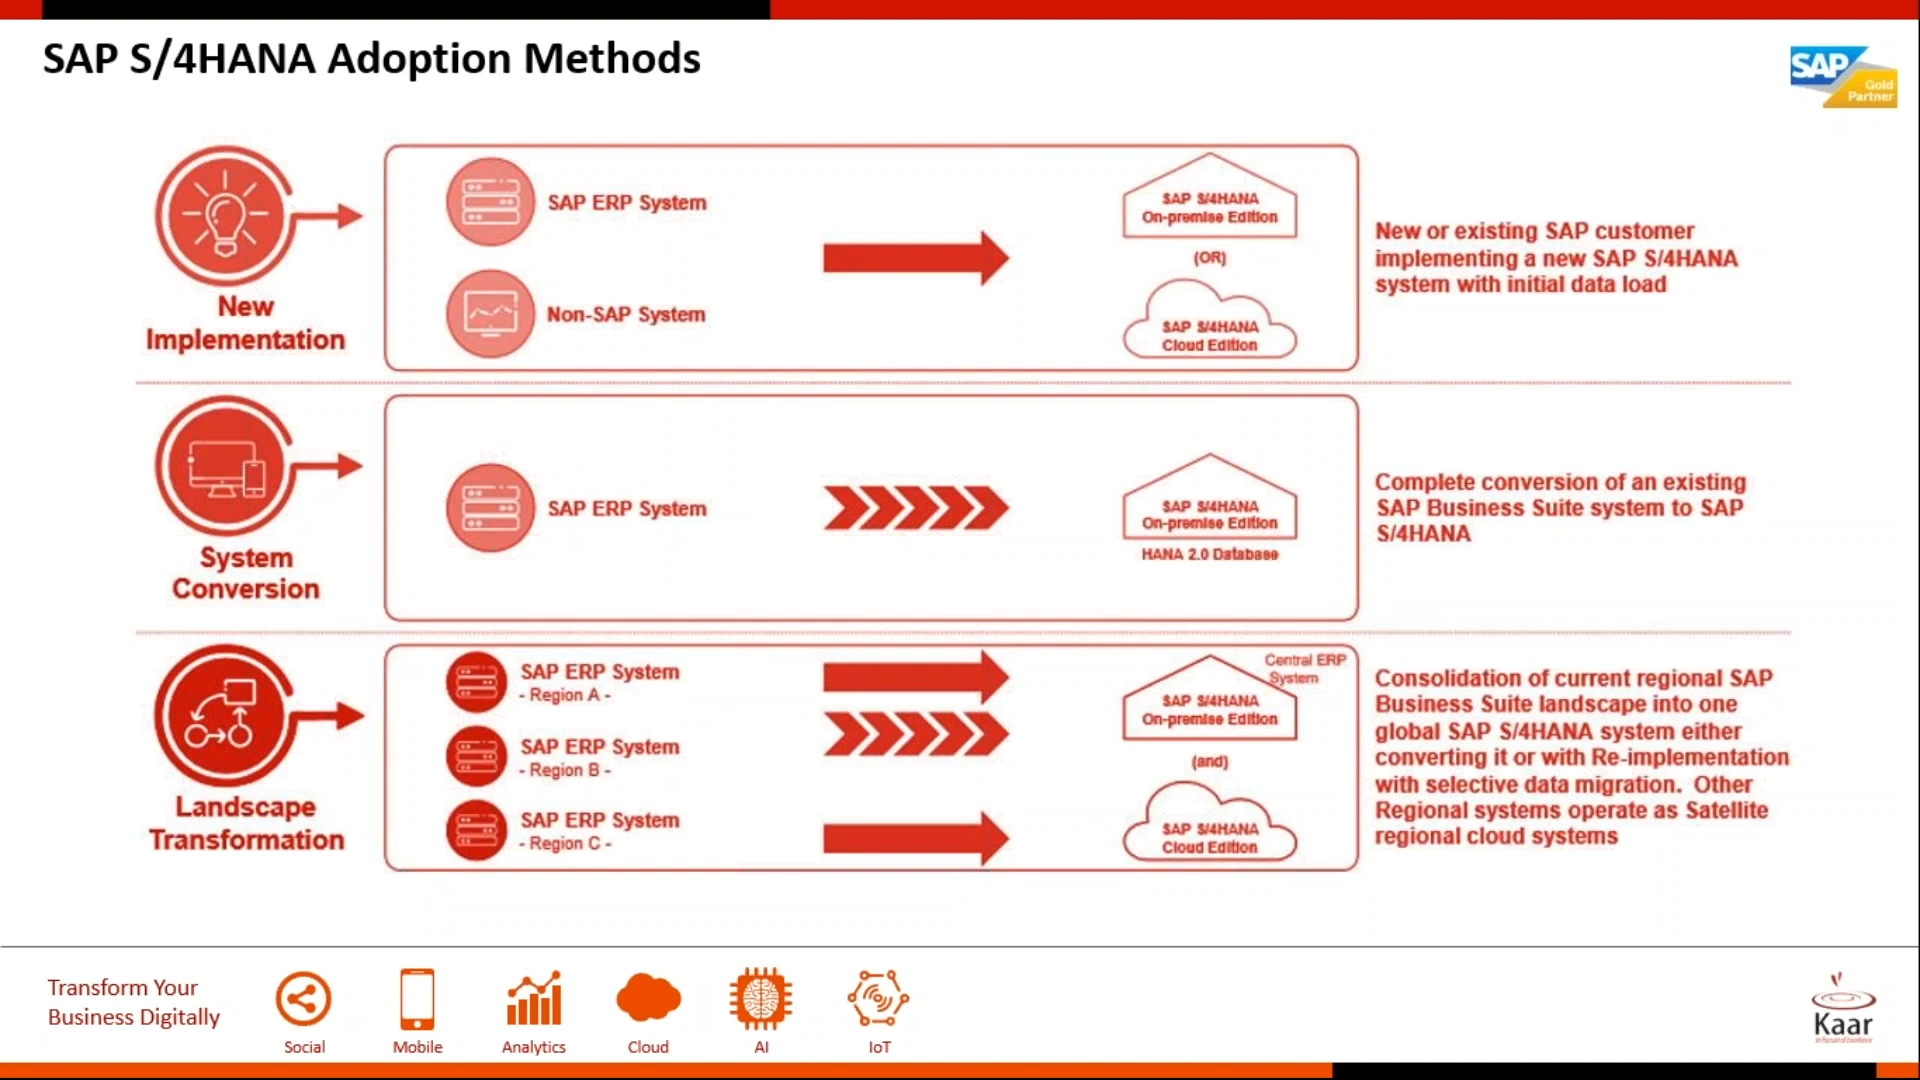 SAP S/4HANA Adoption Methods
SAP
Gold
Partner
New
Implementation
SAP ERP System
Non-SAP System
SAP S/4HANA
On-premise Edition
(OR)
SAP S/4HANA
Cloud Edition
New or existing SAP customer
implementing a new SAP S/4HANA
system with initial data load
System
Conversion
SAP ERP System
SAP S/4HANA
On-premise Edition
HANA 2.0 Database
Complete conversion of an existing
SAP Business Suite system to SAP
S/4HANA
Landscape
Transformation
SAP ERP System
- Region A -
SAP ERP System
- Region B -
SAP ERP System
- Region C -
Central ERP
System
SAP S/4HANA
On-premise Edition
(and)
SAP S/4HANA
Cloud Edition
Consolidation of current regional SAP
Business Suite landscape into one
global SAP S/4HANA system either
converting it or with Re-implementation
with selective data migration. Other
Regional systems operate as Satellite
regional cloud systems
Transform Your
Business Digitally
Social
Mobile
Analytics
Cloud
AI
IoT
Kaar
In Pursuit of Excellence